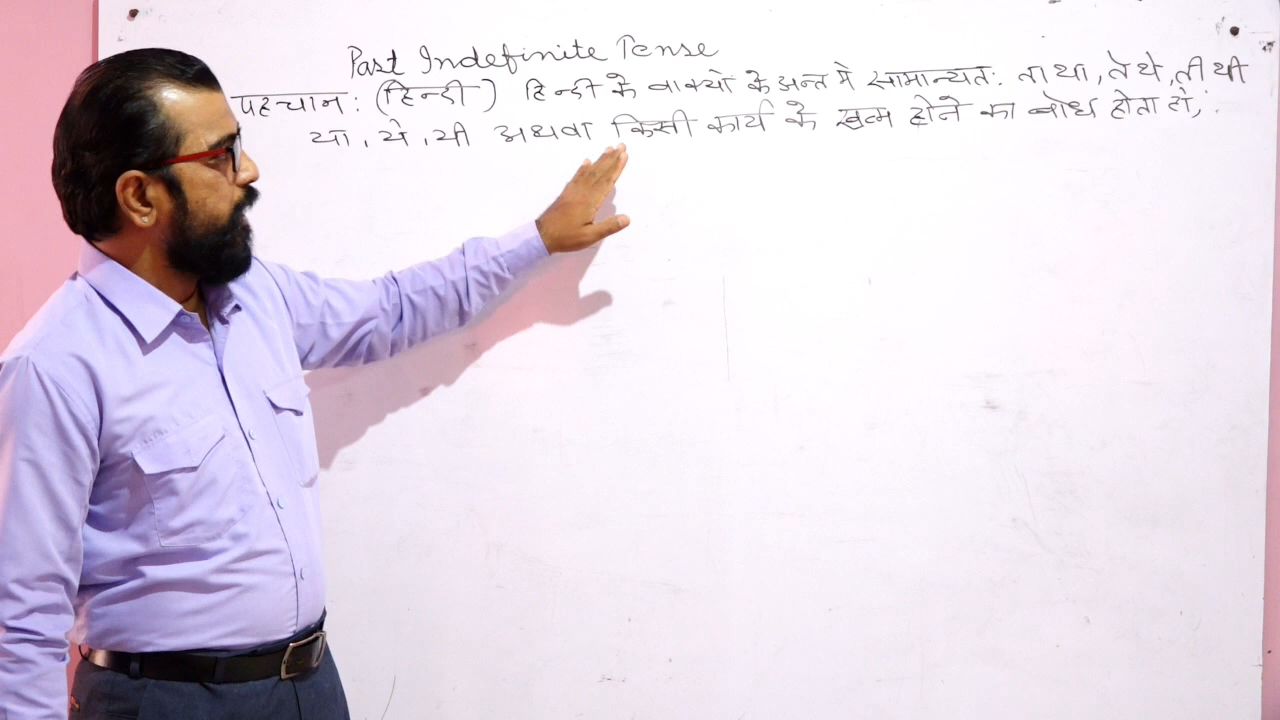 Past Indefinite Tense
पहचान: (हिन्दी) हिन्दी के वाक्यों के अन्त मे सामान्यत: ता था, ते थे, ती थी
या, ये, यी अथवा किसी कार्य के खत्म होने का बोध होता हो,